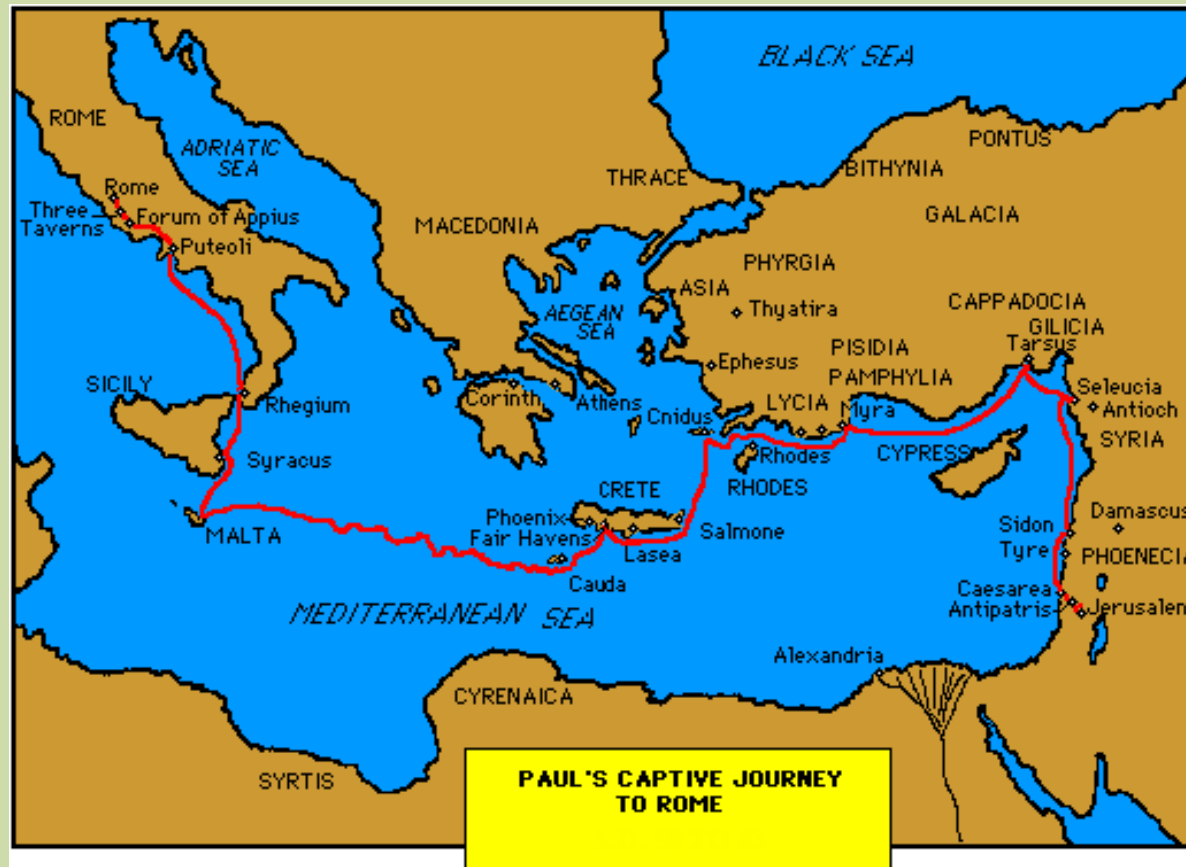 BLACK SEA
ROME
ADRIATIC
SEA
PONTUS
BITHYNIA
THRACE
Rome
Three
Taverns
Forum of Appius
MACEDONIA
GALACIA
Puteoli
PHYRGIA
ASIA
Thyatira
CAPPADOCIA
AEGEAN
SEA
GILICIA
Tarsus
Ephesus
PISIDIA
PAMPHYLIA
SICILY
Rhegium
Corinth
Athens
Cnidus
LYCIA
Myra
Seleucia
Antioch
SYRIA
Syracus
Rhodes
CYPRESS
RHODES
CRETE
Phoenix
Fair Havens
Lasea
Salmone
MALTA
Cauda
Sidon
Tyre
Damascus
PHOENECIA
Caesarea
Antipatris
Jerusalem
MEDITERRANEAN SEA
Alexandria
CYRENAICA
SYRTIS
PAUL'S CAPTIVE JOURNEY
TO ROME